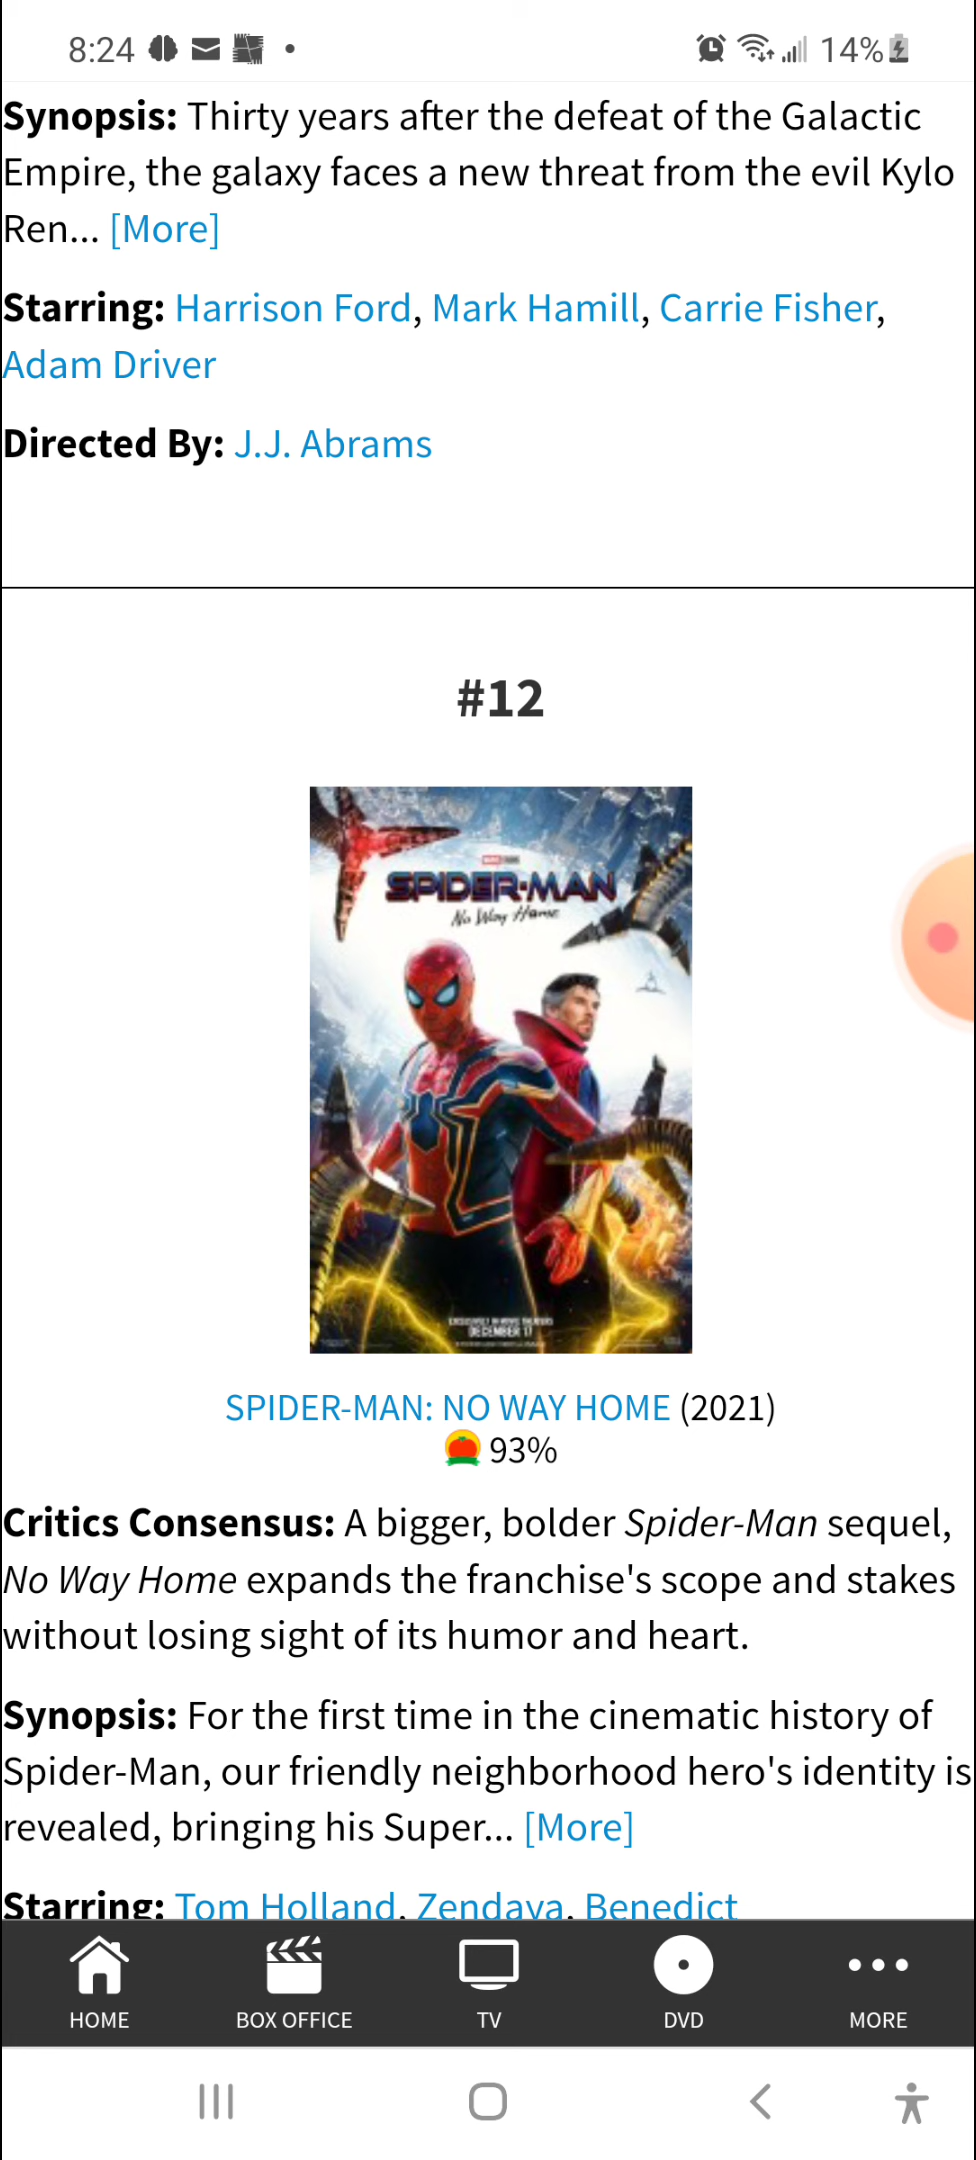 8:24
14%
Synopsis: Thirty years after the defeat of the Galactic
Empire, the galaxy faces a new threat from the evil Kylo
Ren... [More]
Starring: Harrison Ford, Mark Hamill, Carrie Fisher,
Adam Driver
Directed By: J.J. Abrams
#12
SPIDER-MAN
No Way Home
DECEMBER 17
SPIDER-MAN: NO WAY HOME (2021)
93%
Critics Consensus: A bigger, bolder Spider-Man sequel,
No Way Home expands the franchise's scope and stakes
without losing sight of its humor and heart.
Synopsis: For the first time in the cinematic history of
Spider-Man, our friendly neighborhood hero's identity is
revealed, bringing his Super... [More]
Starring: Tom Holland, Zendaya, Benedict
HOME BOX OFFICE TV DVD MORE